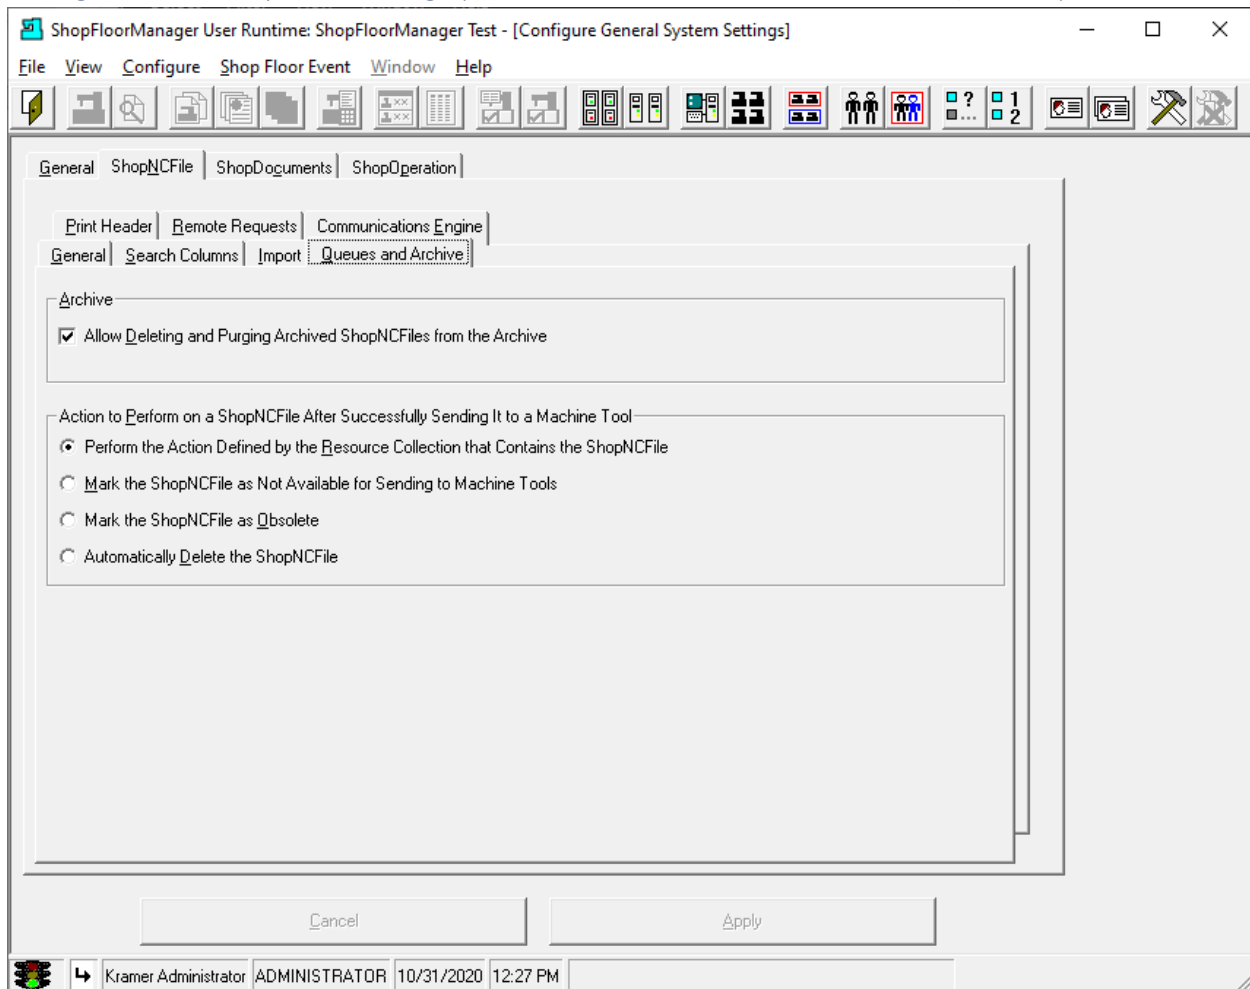 ShopFloorManager User Runtime: ShopFloorManager Test - [Configure General System Settings]
File View Configure Shop Floor Event Window Help
General ShopNCFile ShopDocuments ShopOperation
Print Header Remote Requests Communications Engine
General Search Columns Import Queues and Archive
Archive
Allow Deleting and Purging Archived ShopNCFiles from the Archive
Action to Perform on a ShopNCFile After Successfully Sending It to a Machine Tool
Perform the Action Defined by the Resource Collection that Contains the ShopNCFile
Mark the ShopNCFile as Not Available for Sending to Machine Tools
Mark the ShopNCFile as Obsolete
Automatically Delete the ShopNCFile
Cancel Apply
Kramer Administrator ADMINISTRATOR 10/31/2020 12:27 PM